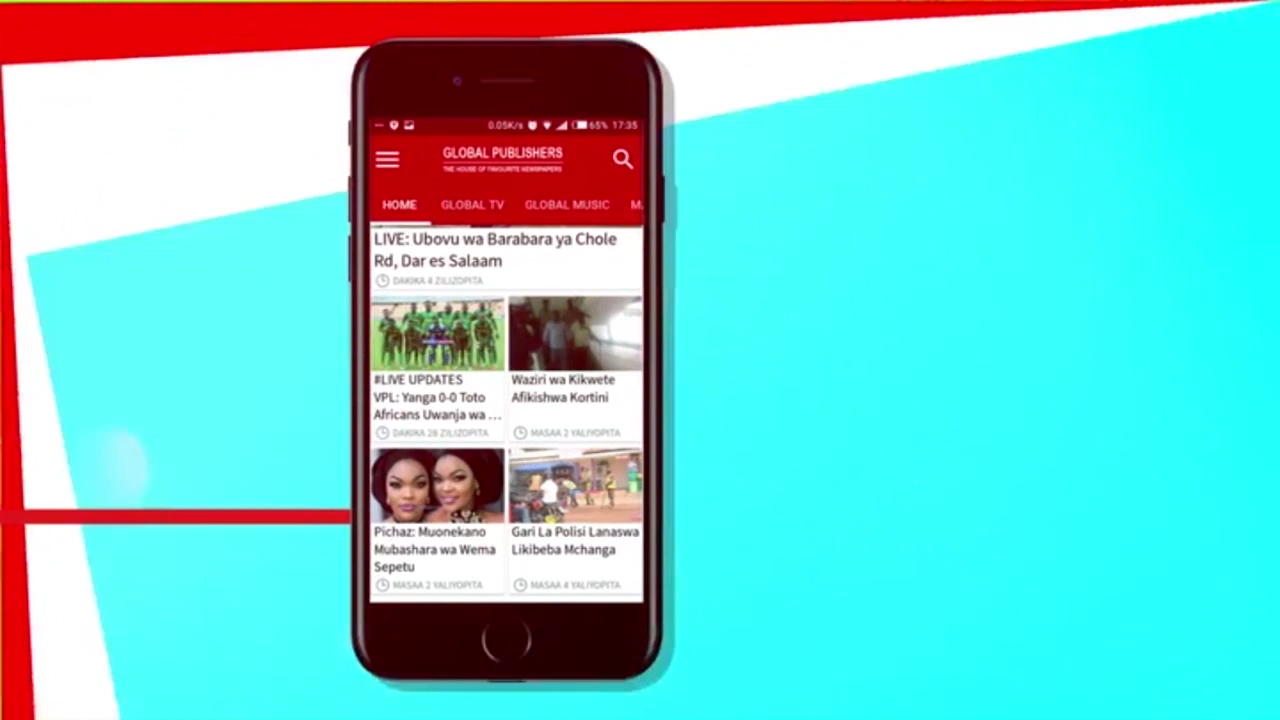 0.05K/s 65% 17:35
GLOBAL PUBLISHERS
THE HOUSE OF FAVOURITE NEWSPAPERS
HOME GLOBAL TV GLOBAL MUSIC M
LIVE: Ubovu wa Barabara ya Chole
Rd, Dar es Salaam
DAKIKA 4 ZILIZOPITA
#LIVE UPDATES
VPL: Yanga 0-0 Toto
Africans Uwanja wa ...
DAKIKA 28 ZILIZOPITA
Waziri wa Kikwete
Afikishwa Kortini
MASAA 2 YALIYOPITA
Pichaz: Muonekano
Mubashara wa Wema
Sepetu
MASAA 2 YALIYOPITA
Gari La Polisi Lanaswa
Likibeba Mchanga
MASAA 4 YALIYOPITA